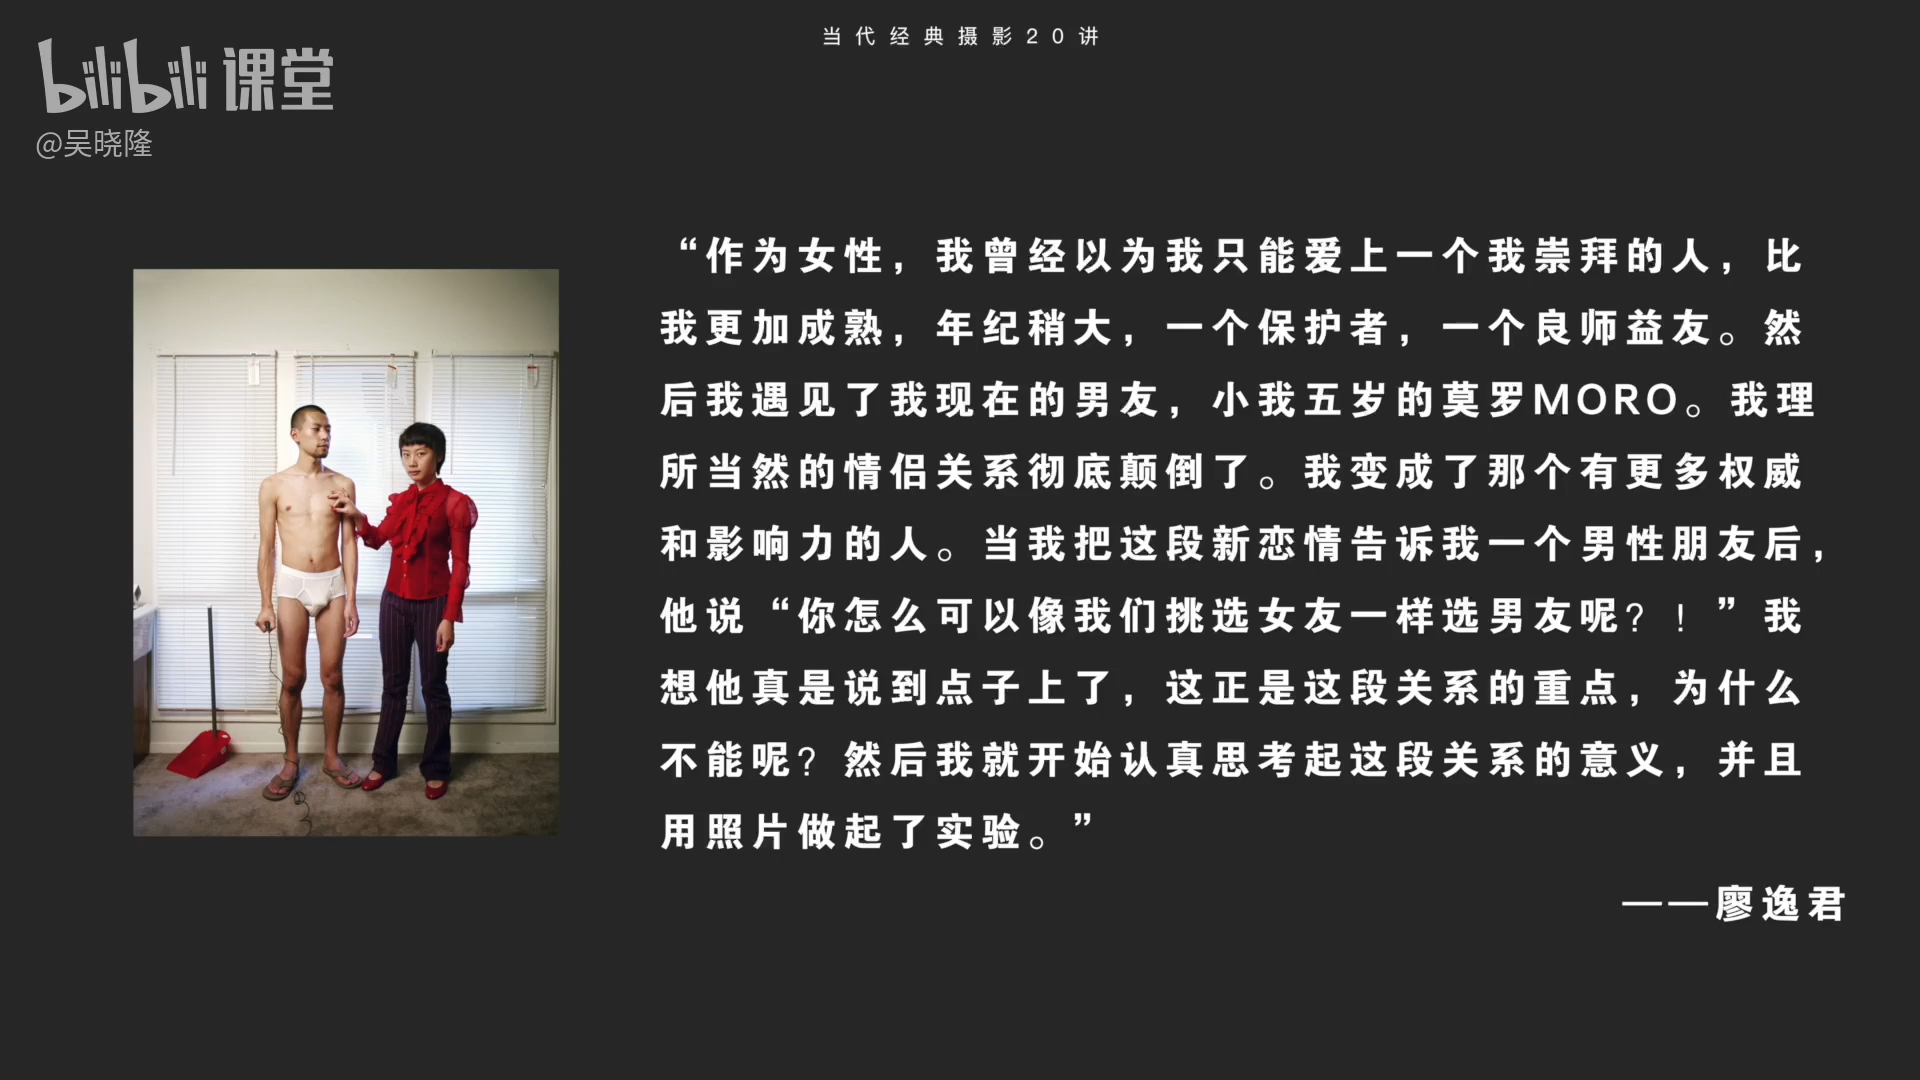 当代经典摄影20讲
bilibili 课堂
@吴晓隆
“作为女性，我曾经以为我只能爱上一个我崇拜的人，比
我更加成熟，年纪稍大，一个保护者，一个良师益友。然
后我遇见了我现在的男友，小我五岁的莫罗MORO。我理
所当然的情侣关系彻底颠倒了。我变成了那个有更多权威
和影响力的人。当我把这段新恋情告诉我一个男性朋友后，
他说“你怎么可以像我们挑选女友一样选男友呢？！”我
想他真是说到点子上了，这正是这段关系的重点，为什么
不能呢？然后我就开始认真思考起这段关系的意义，并且
用照片做起了实验。”
——廖逸君